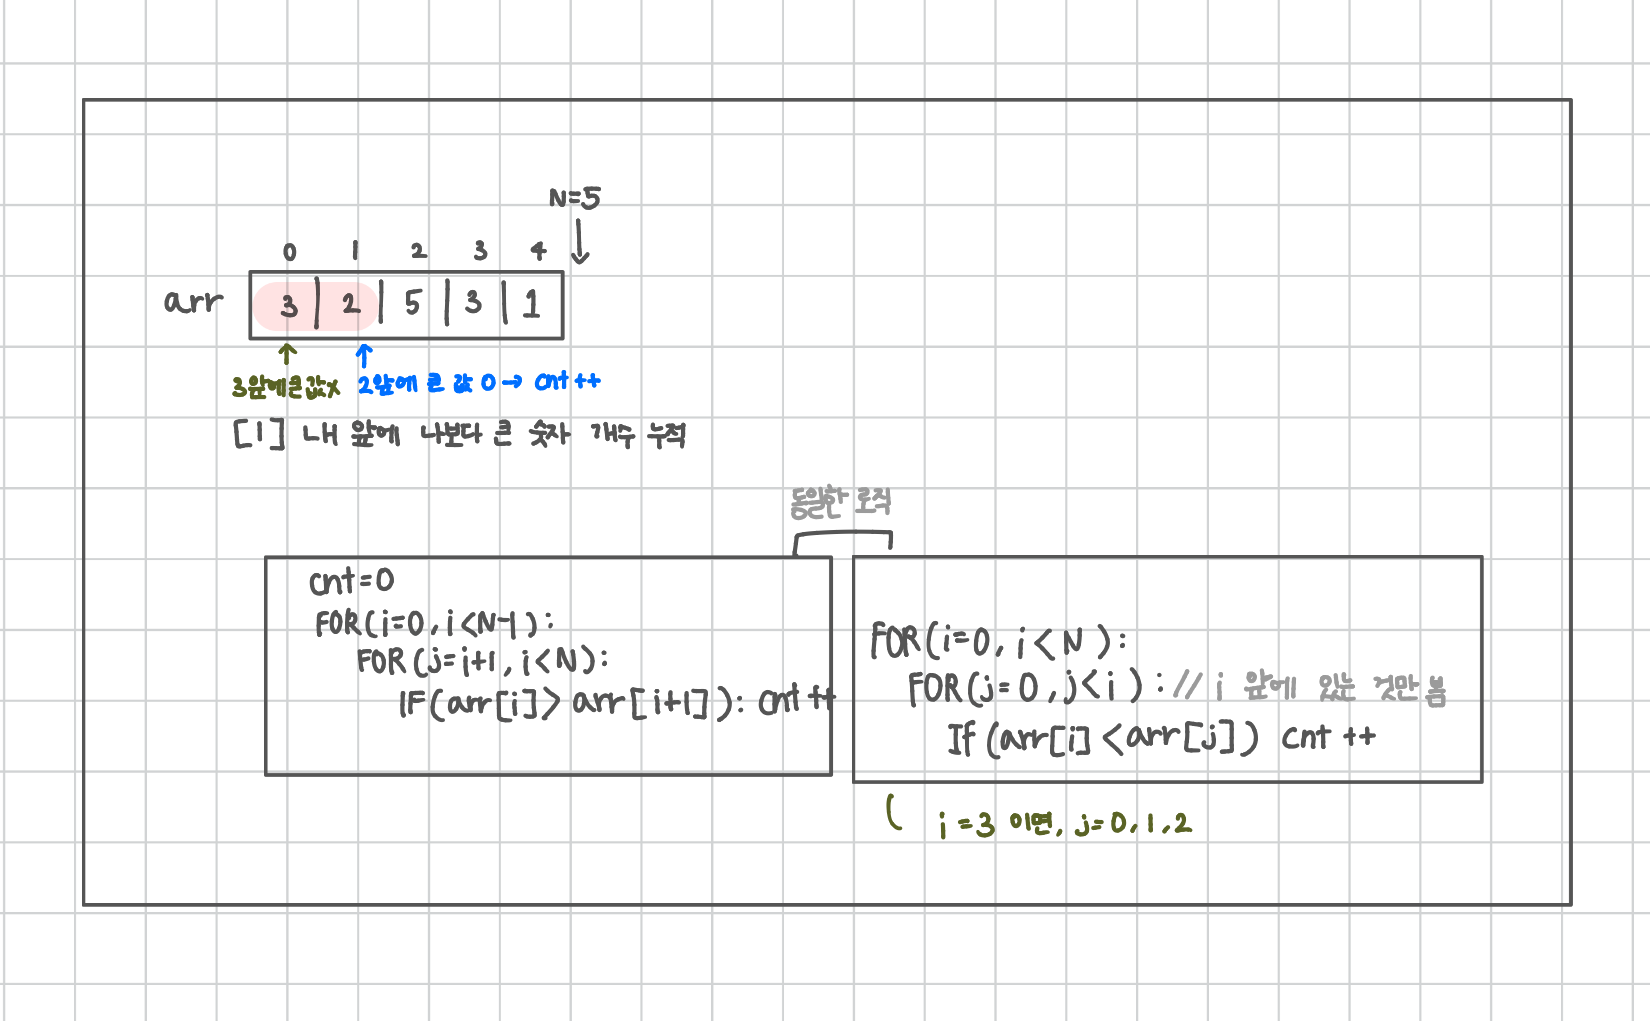 N=5
0 1 2 3 4
arr 3 | 2 | 5 | 3 | 1
3앞에큰값x 2앞에 큰 값 0 → cnt ++
[1] 내 앞에 나보다 큰 숫자 개수 누적
동일한 로직
cnt=0
FOR(i=0, i<N-1):
FOR(j=i+1, i<N):
IF(arr[i]> arr[i+1]): cnt++
FOR(i=0, i<N):
FOR(j=0, j<i): // i 앞에 있는 것만 봄
If(arr[i]<arr[j]) cnt ++
i=3 이면, j=0,1,2